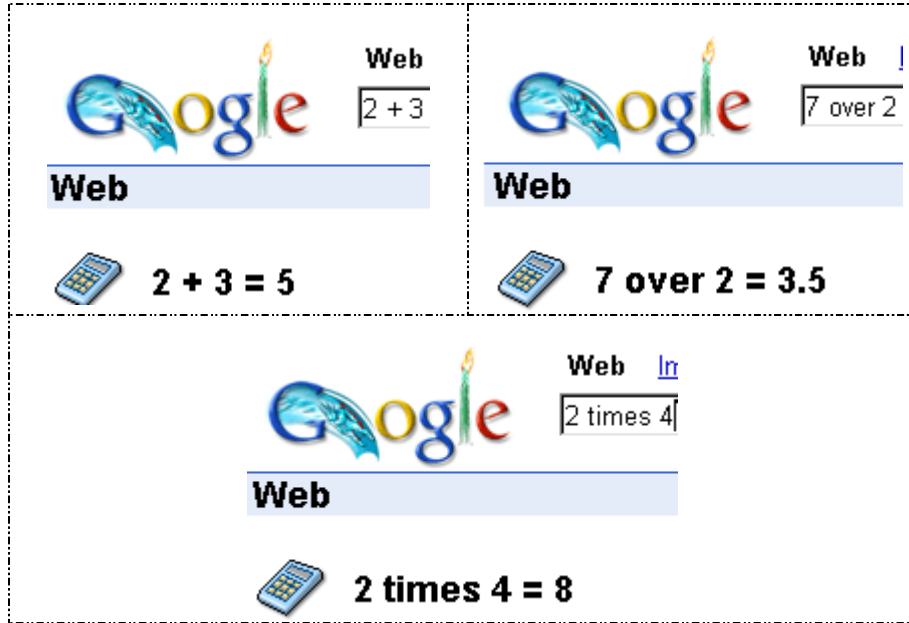 Google
Web
2 + 3
Web
2 + 3 = 5
Google
Web
7 over 2
Web
7 over 2 = 3.5
Google
Web Im
2 times 4
Web
2 times 4 = 8